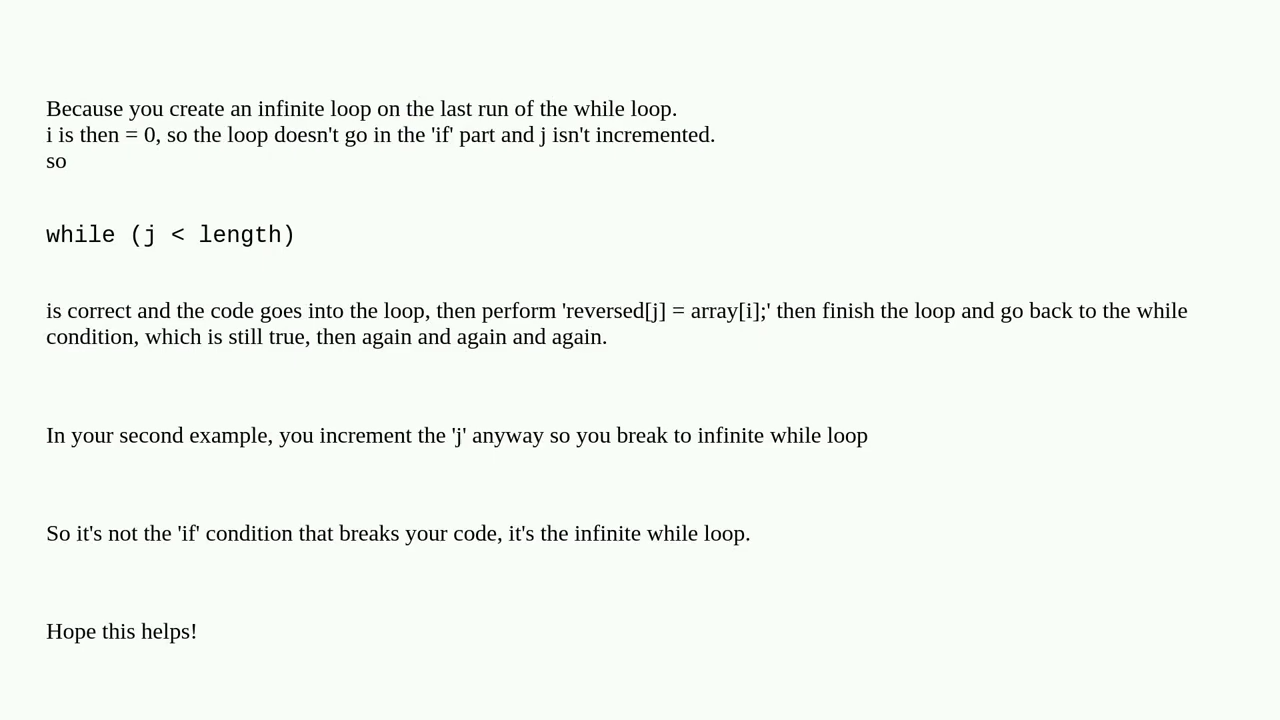 Because you create an infinite loop on the last run of the while loop.
i is then = 0, so the loop doesn't go in the 'if' part and j isn't incremented.
so
while (j < length)
is correct and the code goes into the loop, then perform 'reversed[j] = array[i];' then finish the loop and go back to the while
condition, which is still true, then again and again and again.
In your second example, you increment the 'j' anyway so you break to infinite while loop
So it's not the 'if' condition that breaks your code, it's the infinite while loop.
Hope this helps!